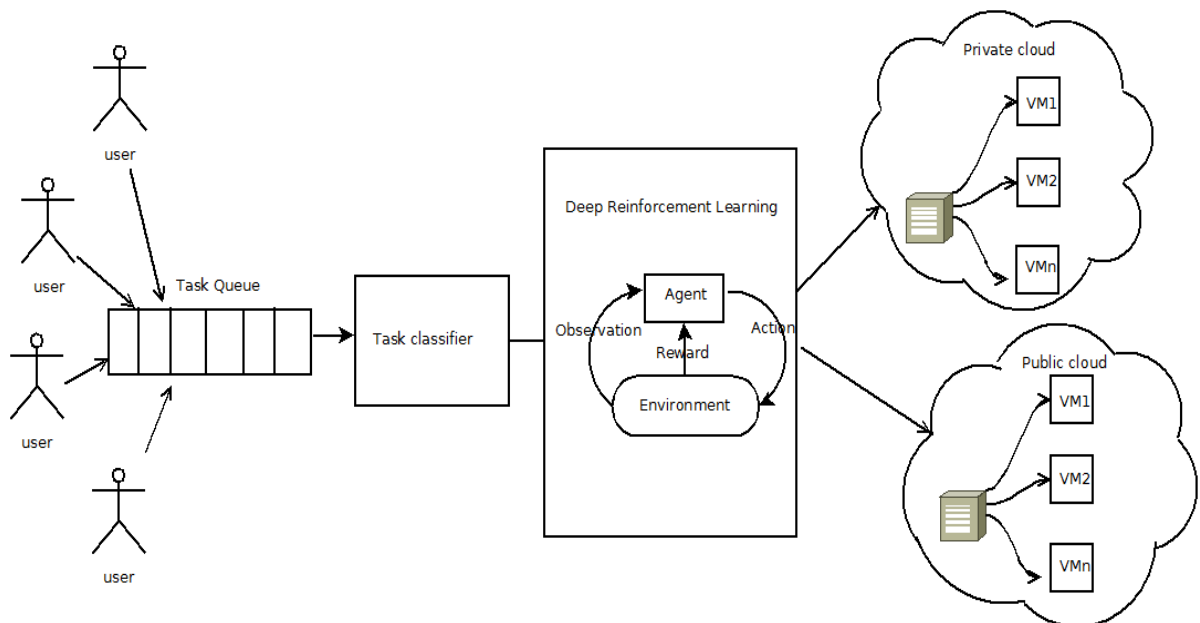 user
user
user
user
Task Queue
Task classifier
Deep Reinforcement Learning
Agent
Observation
Action
Reward
Environment
Private cloud
VM1
VM2
VMn
Public cloud
VM1
VM2
VMn